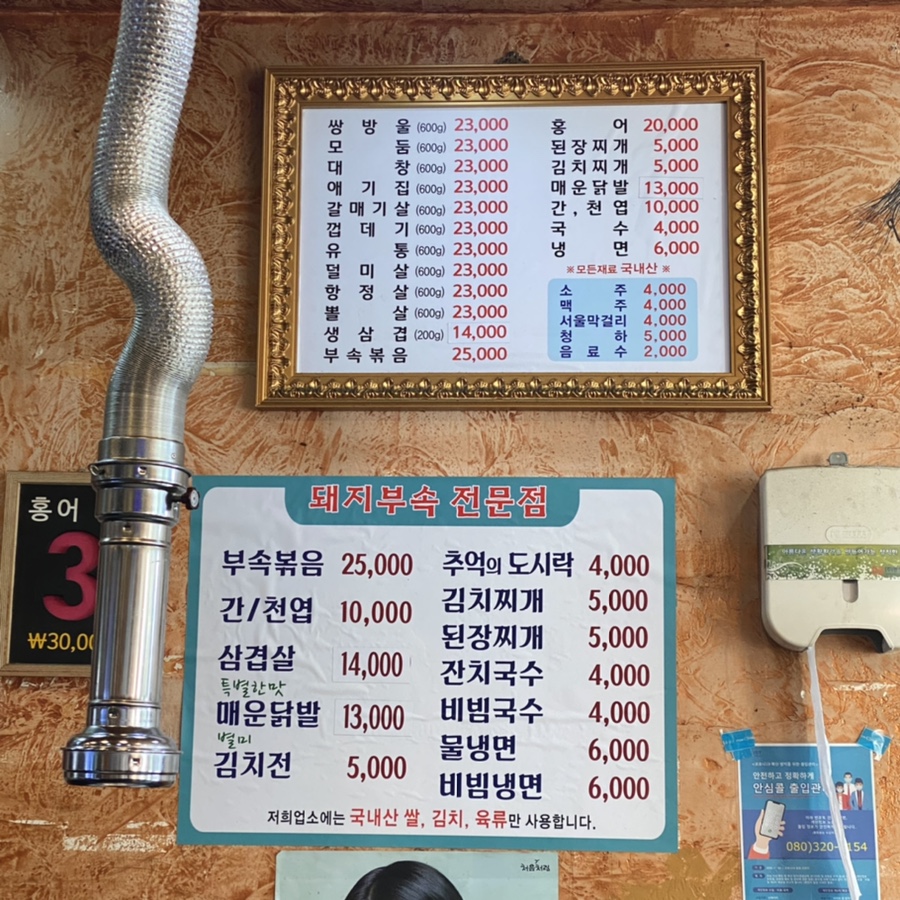 쌍방울 (600g) 23,000
모둠 (600g) 23,000
대창 (600g) 23,000
애기집 (600g) 23,000
갈매기살 (600g) 23,000
껍데기 (600g) 23,000
유통 (600g) 23,000
덜미살 (600g) 23,000
항정살 (600g) 23,000
뽈살 (600g) 23,000
생삼겹 (200g) 14,000
부속볶음 25,000
홍어 20,000
된장찌개 5,000
김치찌개 5,000
매운닭발 13,000
간,천엽 10,000
국수 4,000
냉면 6,000
※모든재료 국내산 ※
소주 4,000
맥주 4,000
서울막걸리 4,000
청하 5,000
음료수 2,000
홍어
3
₩30,00
돼지부속 전문점
부속볶음 25,000
간/천엽 10,000
삼겹살 14,000
특별한맛
매운닭발 13,000
별미
김치전 5,000
추억의 도시락 4,000
김치찌개 5,000
된장찌개 5,000
잔치국수 4,000
비빔국수 4,000
물냉면 6,000
비빔냉면 6,000
저희업소에는 국내산 쌀, 김치, 육류만 사용합니다.
처음처럼
안전하고 정확하게
안심콜 출입관
080)320-
154